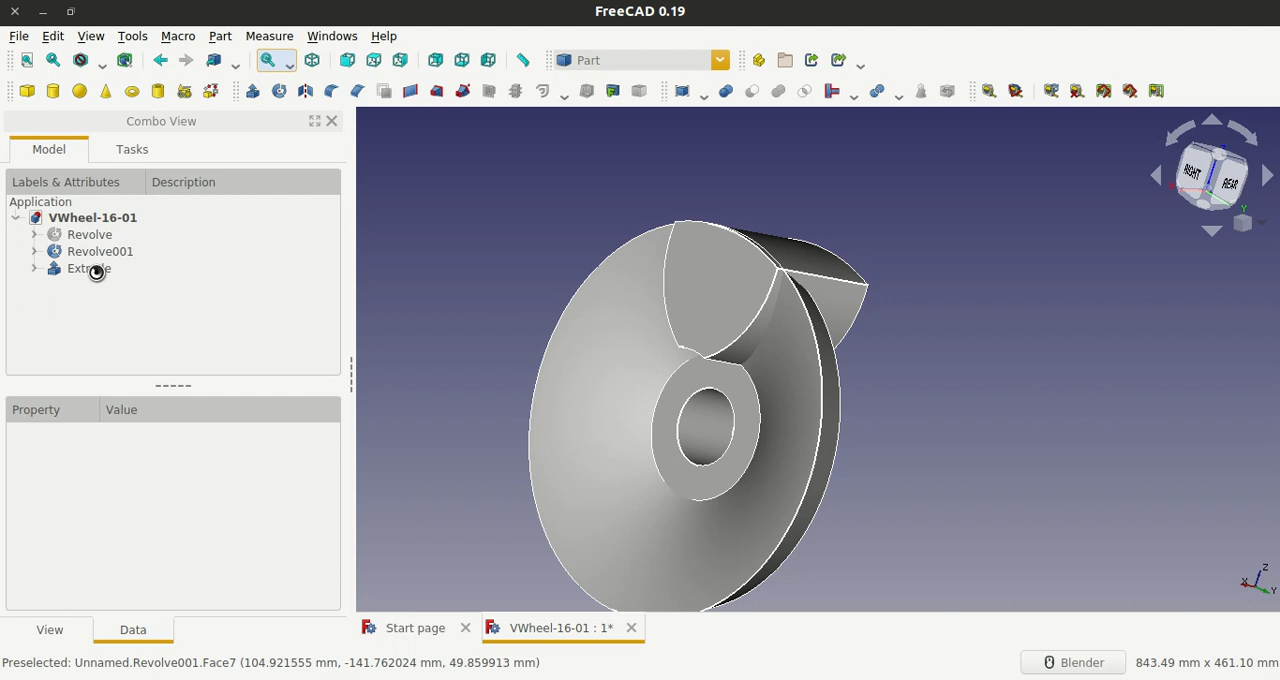 FreeCAD 0.19
File Edit View Tools Macro Part Measure Windows Help
Part
Combo View
Model Tasks
Labels & Attributes Description
Application
VWheel-16-01
Revolve
Revolve001
RIGHT REAR
Z
Y
Property Value
X Z Y
View Data
Start page VWheel-16-01 : 1*
Preselected: Unnamed.Revolve001.Face7 (104.921555 mm, -141.762024 mm, 49.859913 mm) Blender 843.49 mm x 461.10 mm